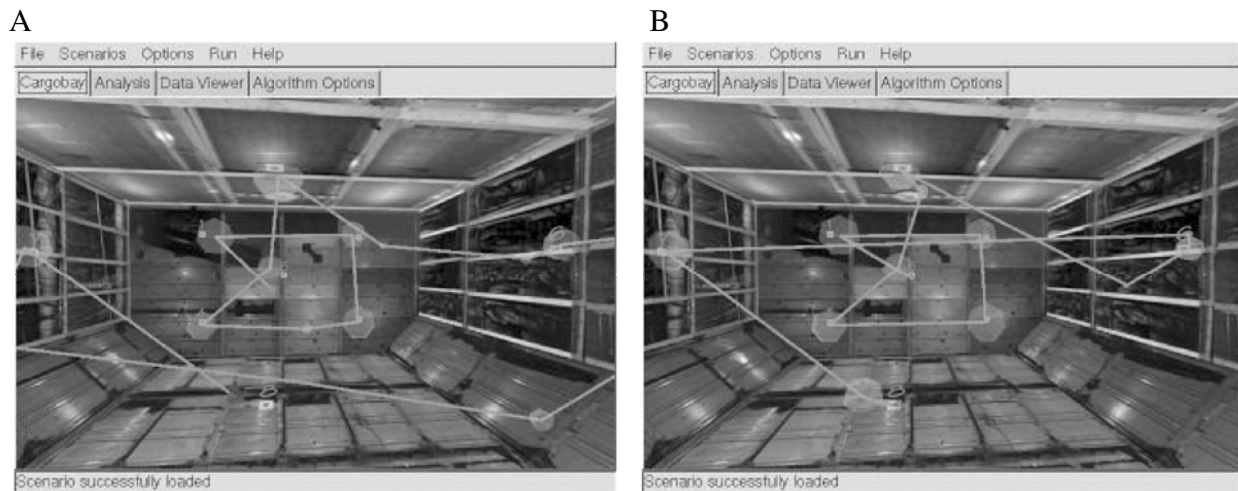 A
File Scenarios Options Run Help
Cargobay Analysis Data Viewer Algorithm Options
Scenario successfully loaded
B
File Scenarios Options Run Help
Cargobay Analysis Data Viewer Algorithm Options
Scenario successfully loaded